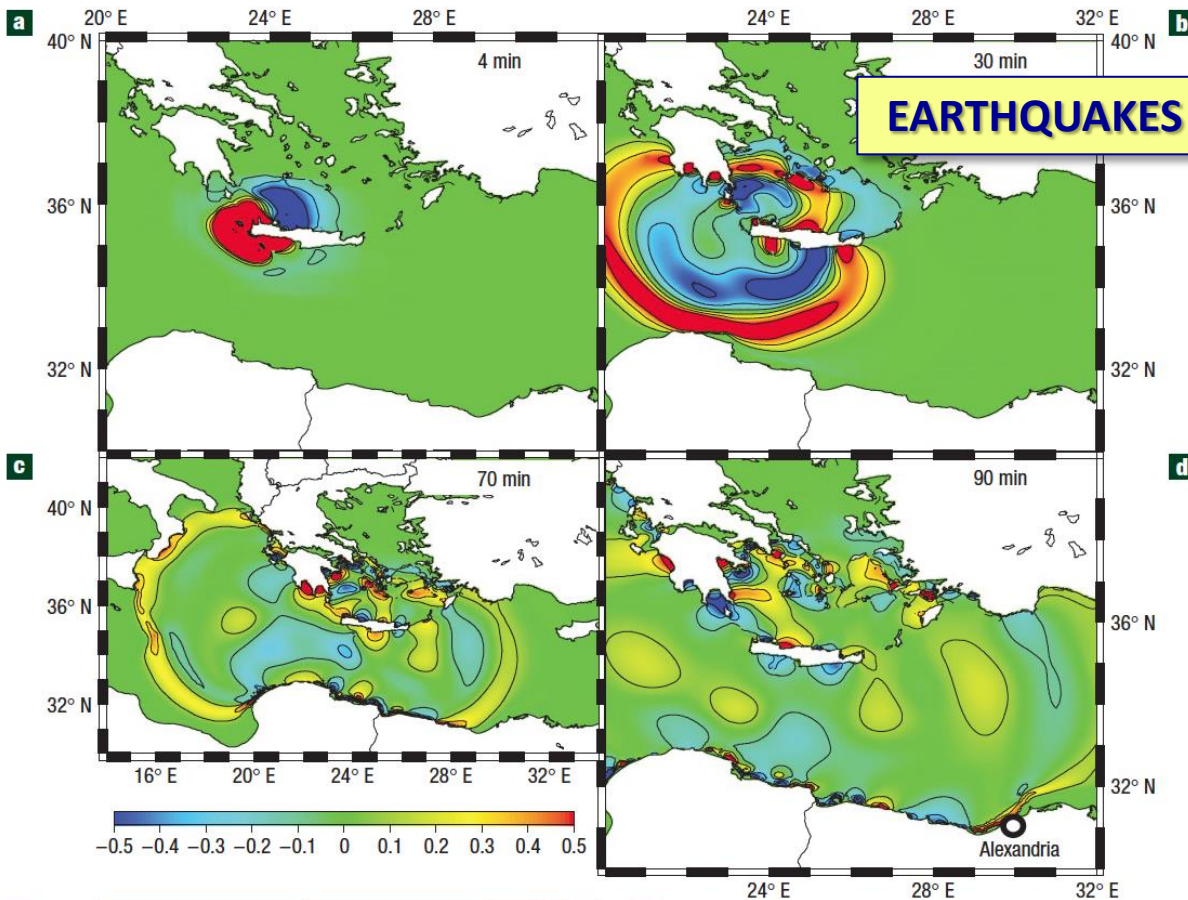 20° E 24° E 28° E 24° E 28° E 32° E
a
b
40° N
40° N
4 min
30 min
EARTHQUAKES
36° N
36° N
32° N
32° N
c
d
70 min
90 min
40° N
36° N
36° N
32° N
32° N
16° E 20° E 24° E 28° E 32° E
−0.5 −0.4 −0.3 −0.2 −0.1 0 0.1 0.2 0.3 0.4 0.5
Alexandria
24° E 28° E 32° E